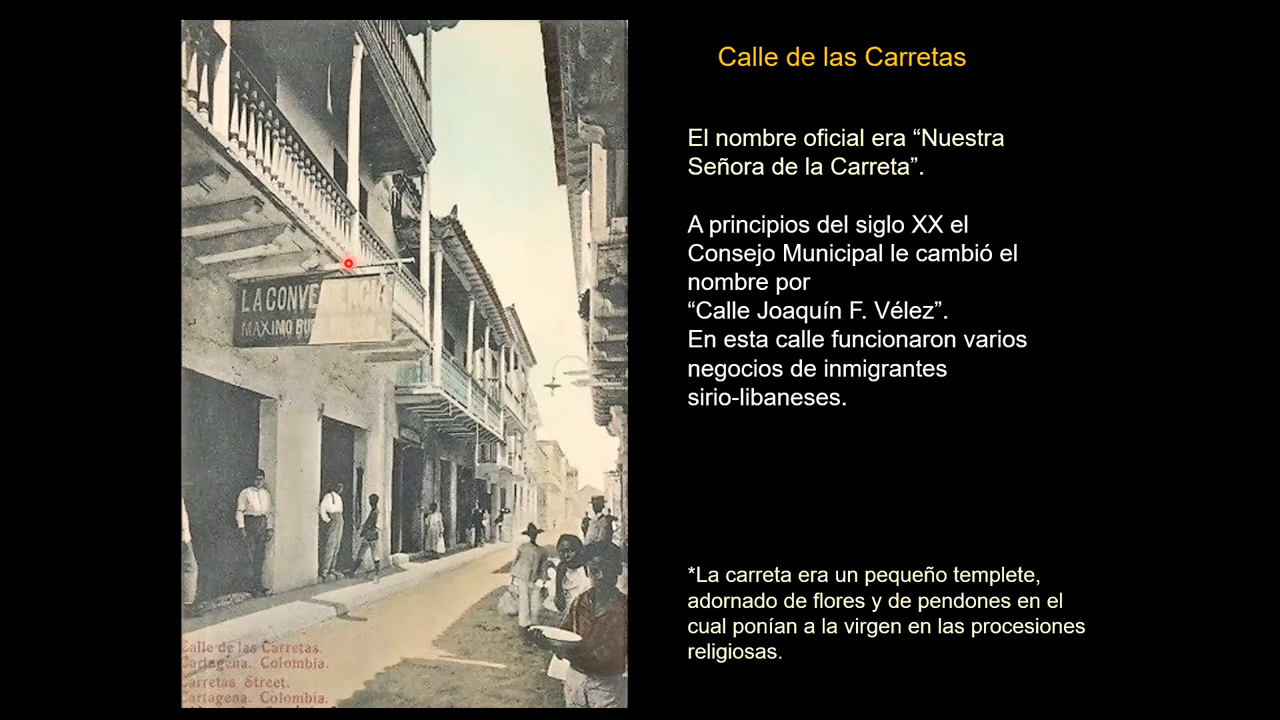 Calle de las Carretas
El nombre oficial era “Nuestra
Señora de la Carreta”.
A principios del siglo XX el
Consejo Municipal le cambió el
nombre por
“Calle Joaquín F. Vélez”.
En esta calle funcionaron varios
negocios de inmigrantes
sirio-libaneses.
*La carreta era un pequeño templete,
adornado de flores y de pendones en el
cual ponían a la virgen en las procesiones
religiosas.
LA CONVENIENCIA
MAXIMO
Calle de las Carretas.
Cartagena. Colombia.
Carretas Street.
Cartagena. Colombia.